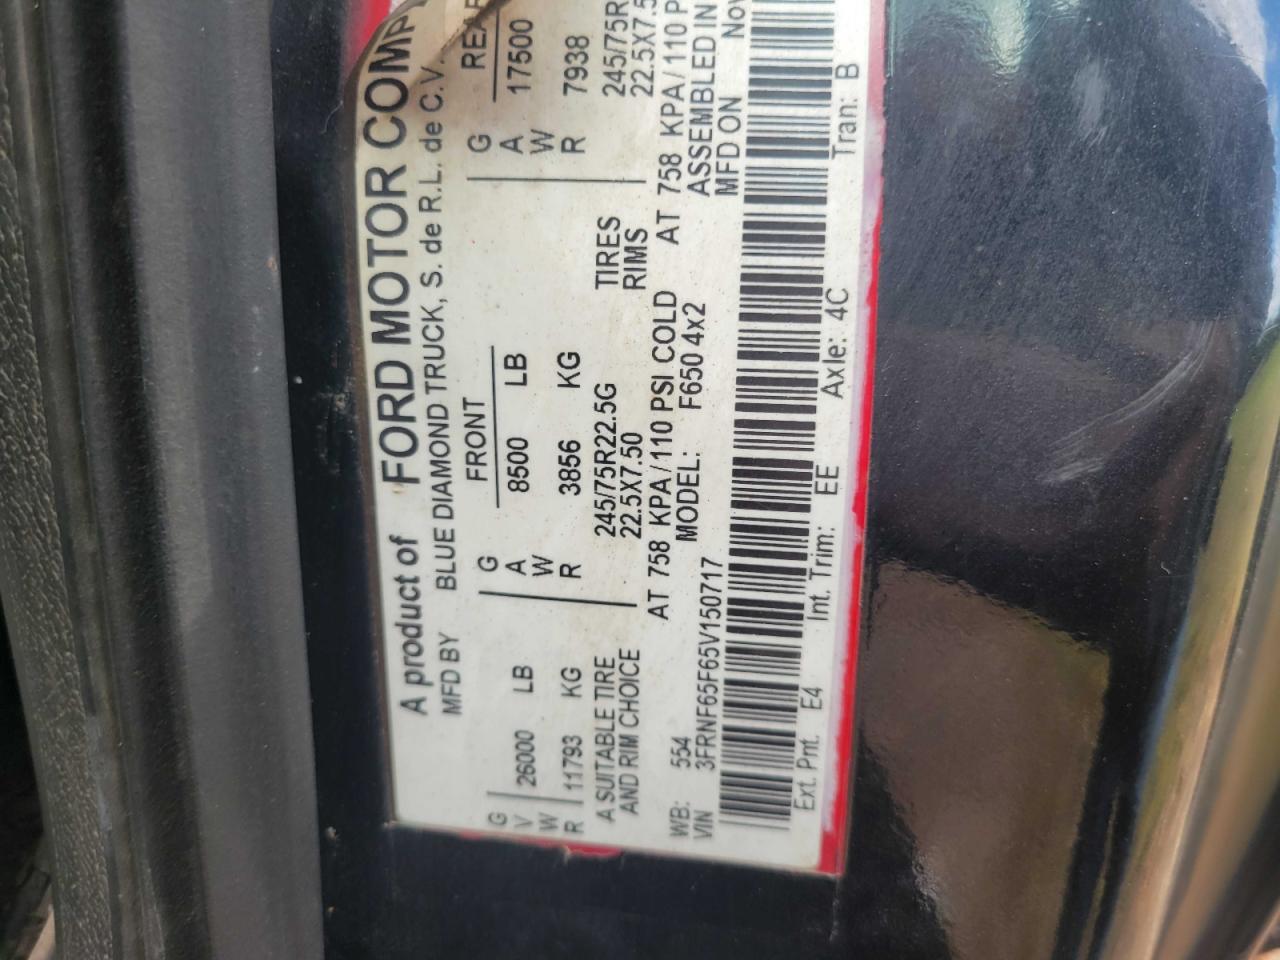 A product of FORD MOTOR COMP
MFD BY BLUE DIAMOND TRUCK, S. de R.L. de C.V.
FRONT REAR
G V W R 26000 LB 11793 KG
G A W R 8500 LB 3856 KG
G A W R 17500 7938
A SUITABLE TIRE AND RIM CHOICE
245/75R22.5G TIRES 245/75R
22.5X7.50 RIMS 22.5X7.5
AT 758 KPA/110 PSI COLD AT 758 KPA/110 P
MODEL: F650 4x2 ASSEMBLED IN
WB: 554 MFD ON NOV
VIN 3FRNF65F65V150717
Ext. Pnt. E4 Int. Trim: EE Axle: 4C Tran: B